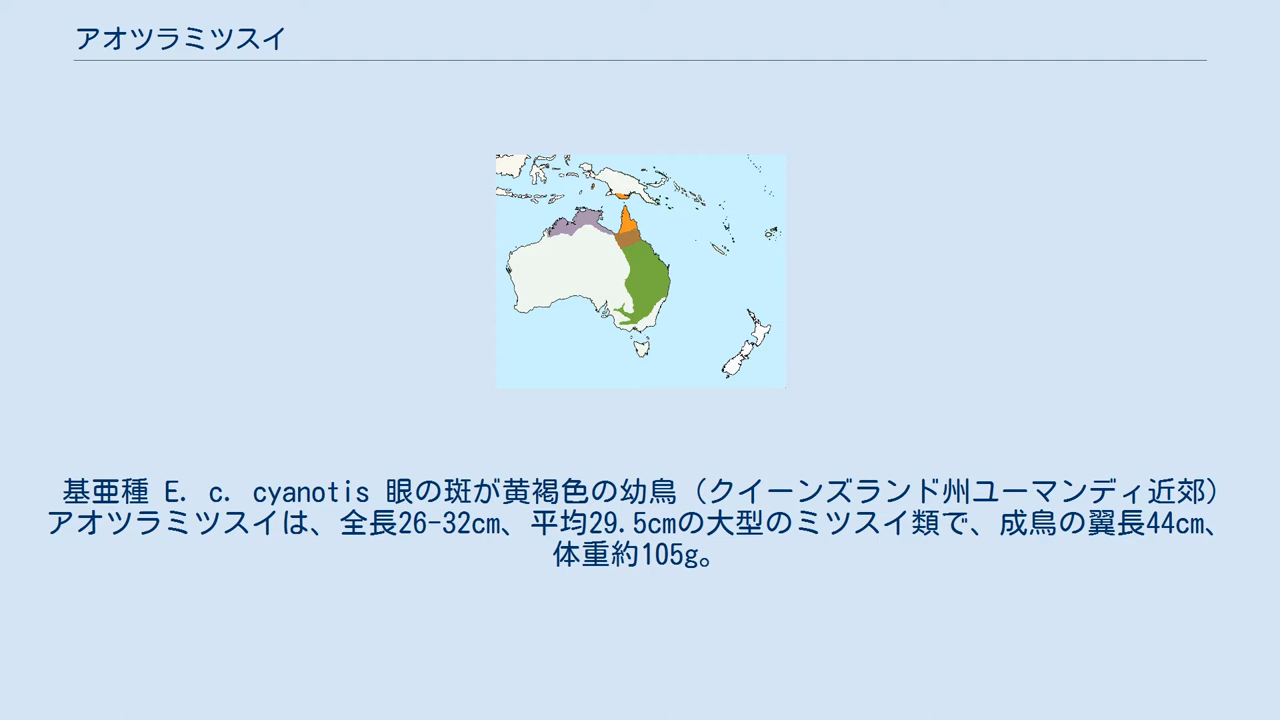 アオツラミツスイ
基亜種 E. c. cyanotis 眼の斑が黄褐色の幼鳥（クイーンズランド州ユーマンディ近郊）
アオツラミツスイは、全長26-32cm、平均29.5cmの大型のミツスイ類で、成鳥の翼長44cm、
体重約105g。